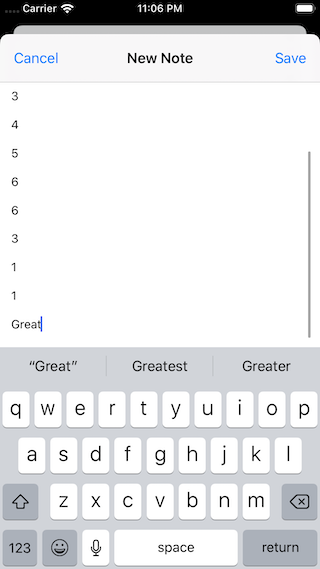 Carrier 11:06 PM
Cancel New Note Save
3
4
5
6
6
3
1
1
Great
“Great” Greatest Greater
q w e r t y u i o p
a s d f g h j k l
z x c v b n m
123 space return